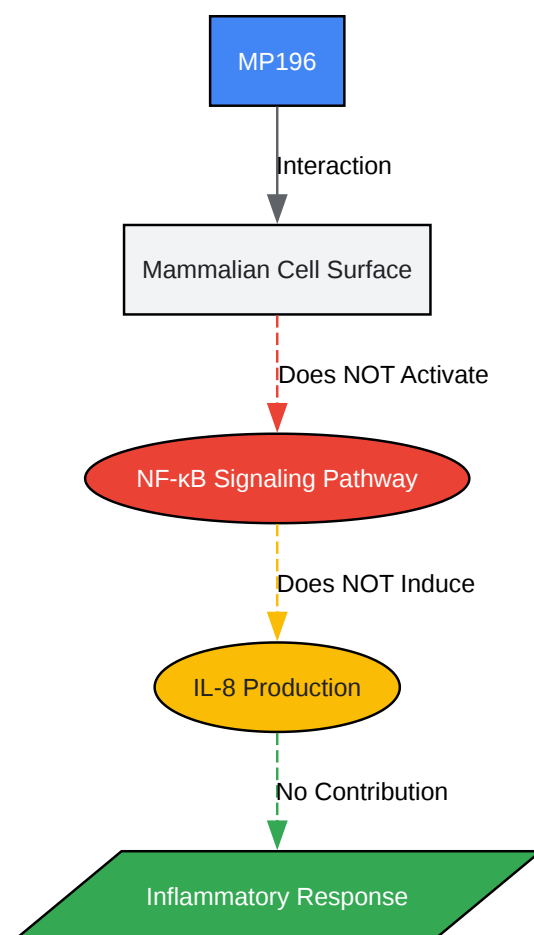 MP196
Interaction
Mammalian Cell Surface
Does NOT Activate
NF-κB Signaling Pathway
Does NOT Induce
IL-8 Production
No Contribution
Inflammatory Response